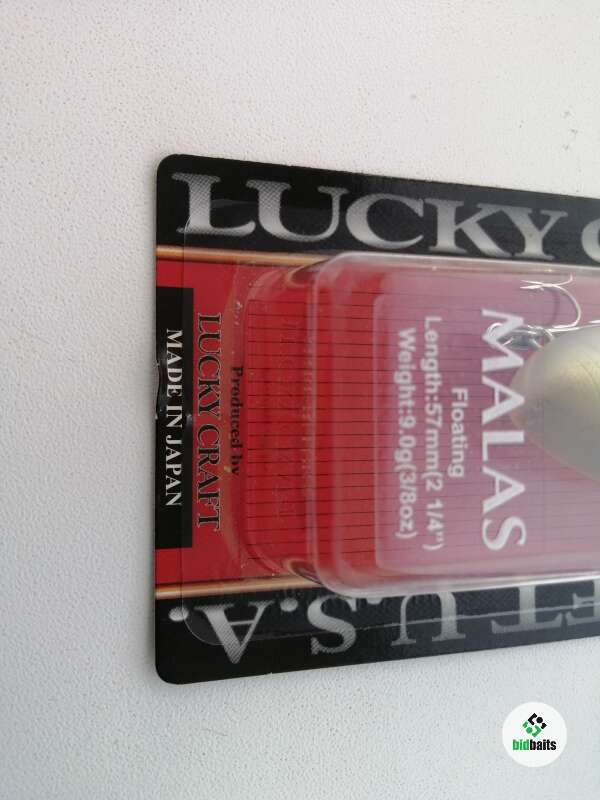 LUCKY C
MALAS
Floating
Length:57mm(2 1/4")
Weight:9.0g(3/8oz)
Produced by
LUCKY CRAFT
MADE IN JAPAN
FT U.S.A.
bidbaits